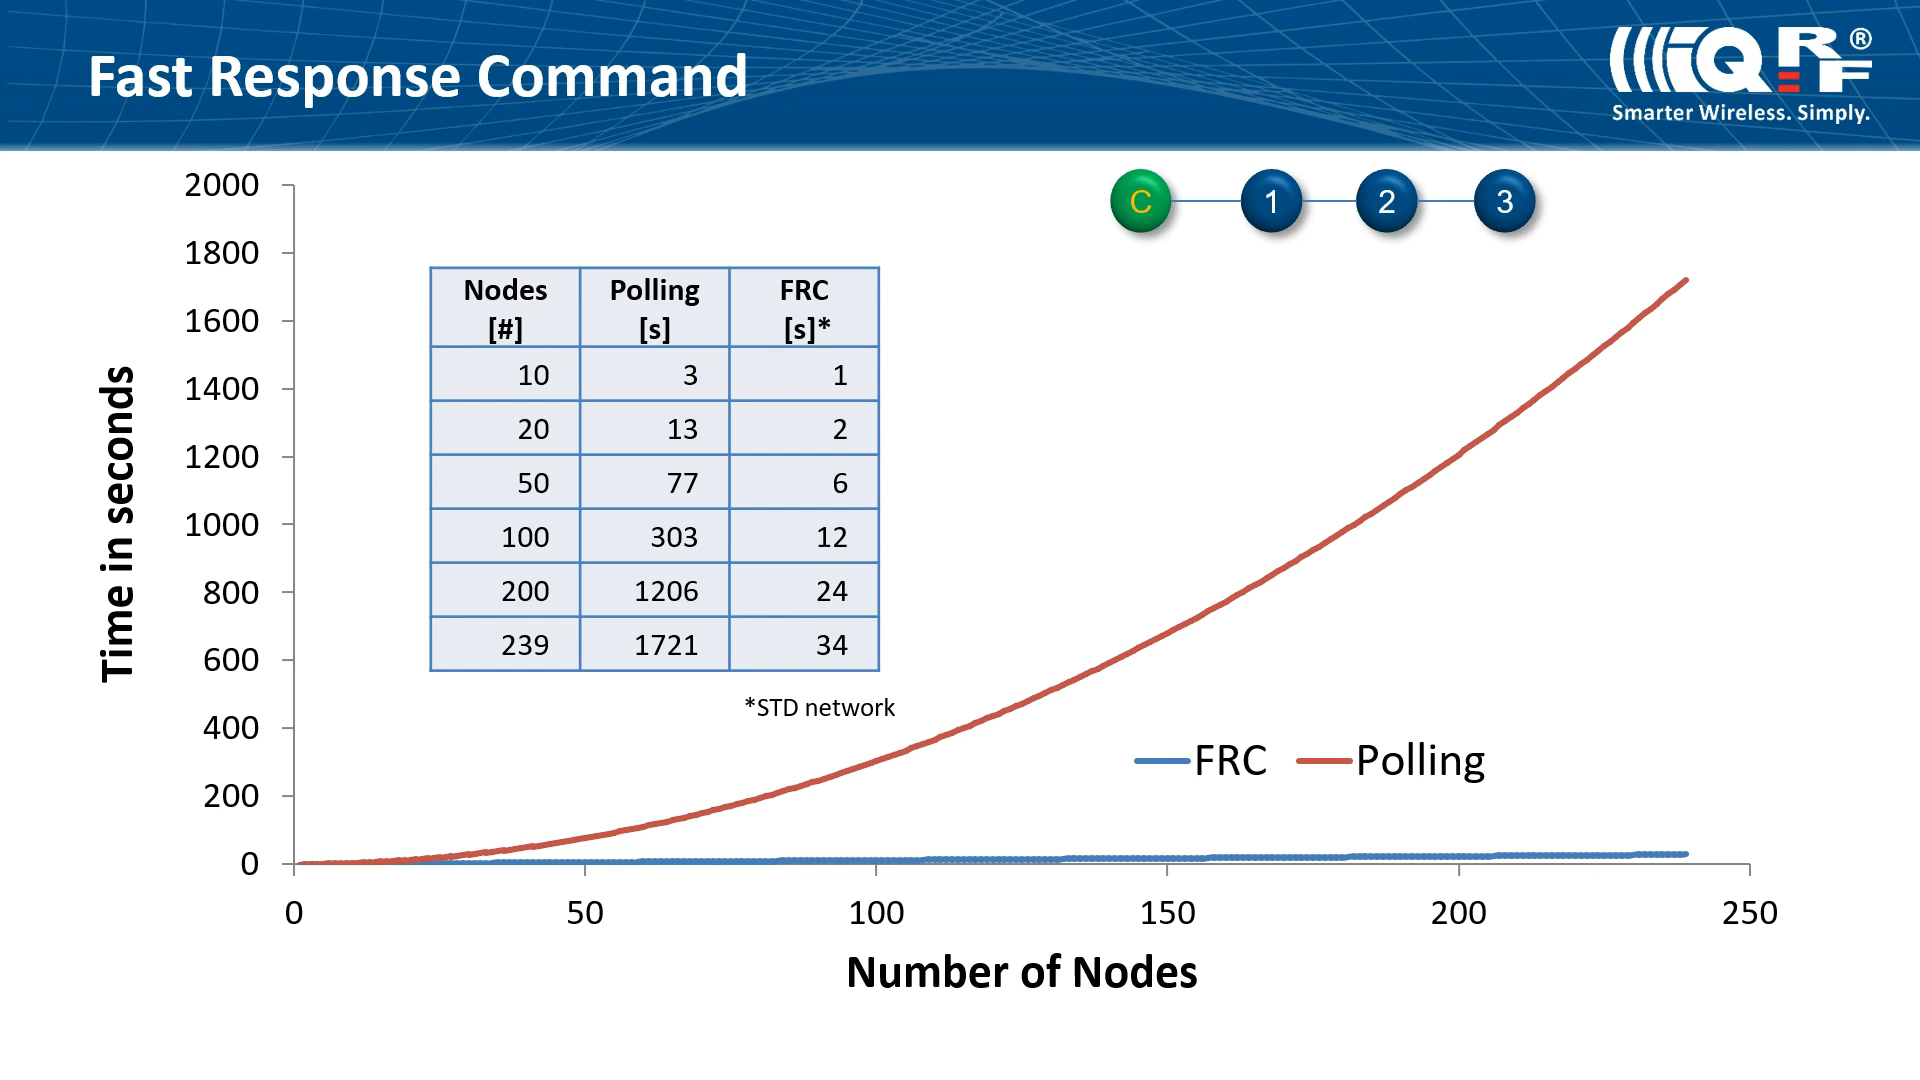 Fast Response Command
IQRF®
Smarter Wireless. Simply.
C 1 2 3
2000
1800
1600
1400
1200
1000
800
600
400
200
0
Time in seconds
Nodes [#] Polling [s] FRC [s]*
10 3 1
20 13 2
50 77 6
100 303 12
200 1206 24
239 1721 34
*STD network
FRC Polling
0 50 100 150 200 250
Number of Nodes